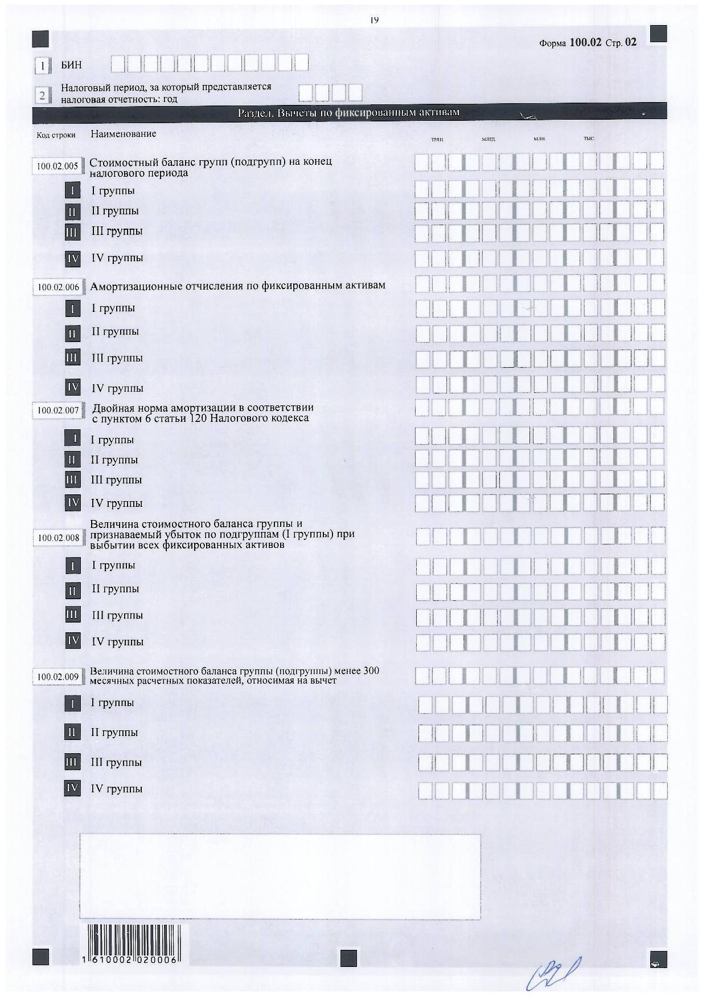 19
Форма 100.02 Стр. 02
1 БИН
2 Налоговый период, за который представляется
налоговая отчетность: год
Раздел. Вычеты по фиксированным активам
Код строки Наименование ТРЛН. МЛРД. МЛН. ТЫС.
100.02.005 Стоимостный баланс групп (подгрупп) на конец
налогового периода
I I группы
II II группы
III III группы
IV IV группы
100.02.006 Амортизационные отчисления по фиксированным активам
I I группы
II II группы
III III группы
IV IV группы
100.02.007 Двойная норма амортизации в соответствии
с пунктом 6 статьи 120 Налогового кодекса
I I группы
II II группы
III III группы
IV IV группы
100.02.008 Величина стоимостного баланса группы и
признаваемый убыток по подгруппам (I группы) при
выбытии всех фиксированных активов
I I группы
II II группы
III III группы
IV IV группы
100.02.009 Величина стоимостного баланса группы (подгруппы) менее 300
месячных расчетных показателей, относимая на вычет
I I группы
II II группы
III III группы
IV IV группы
1 610002 020006